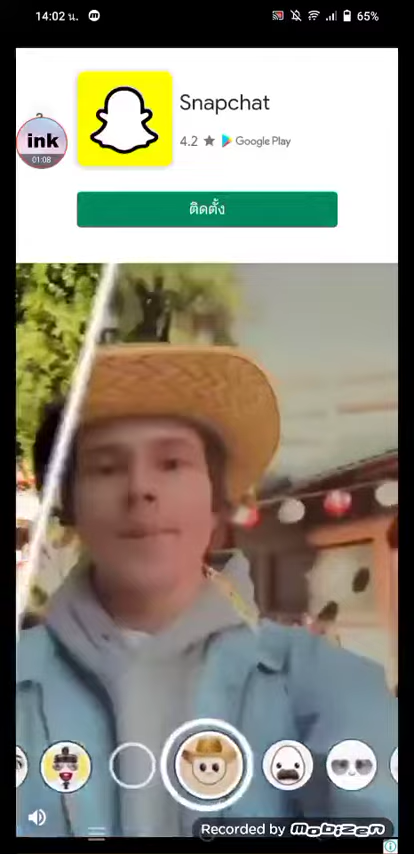 14:02 น.
65%
Snapchat
4.2 ★ Google Play
ink
01:08
ติดตั้ง
Recorded by mobizen